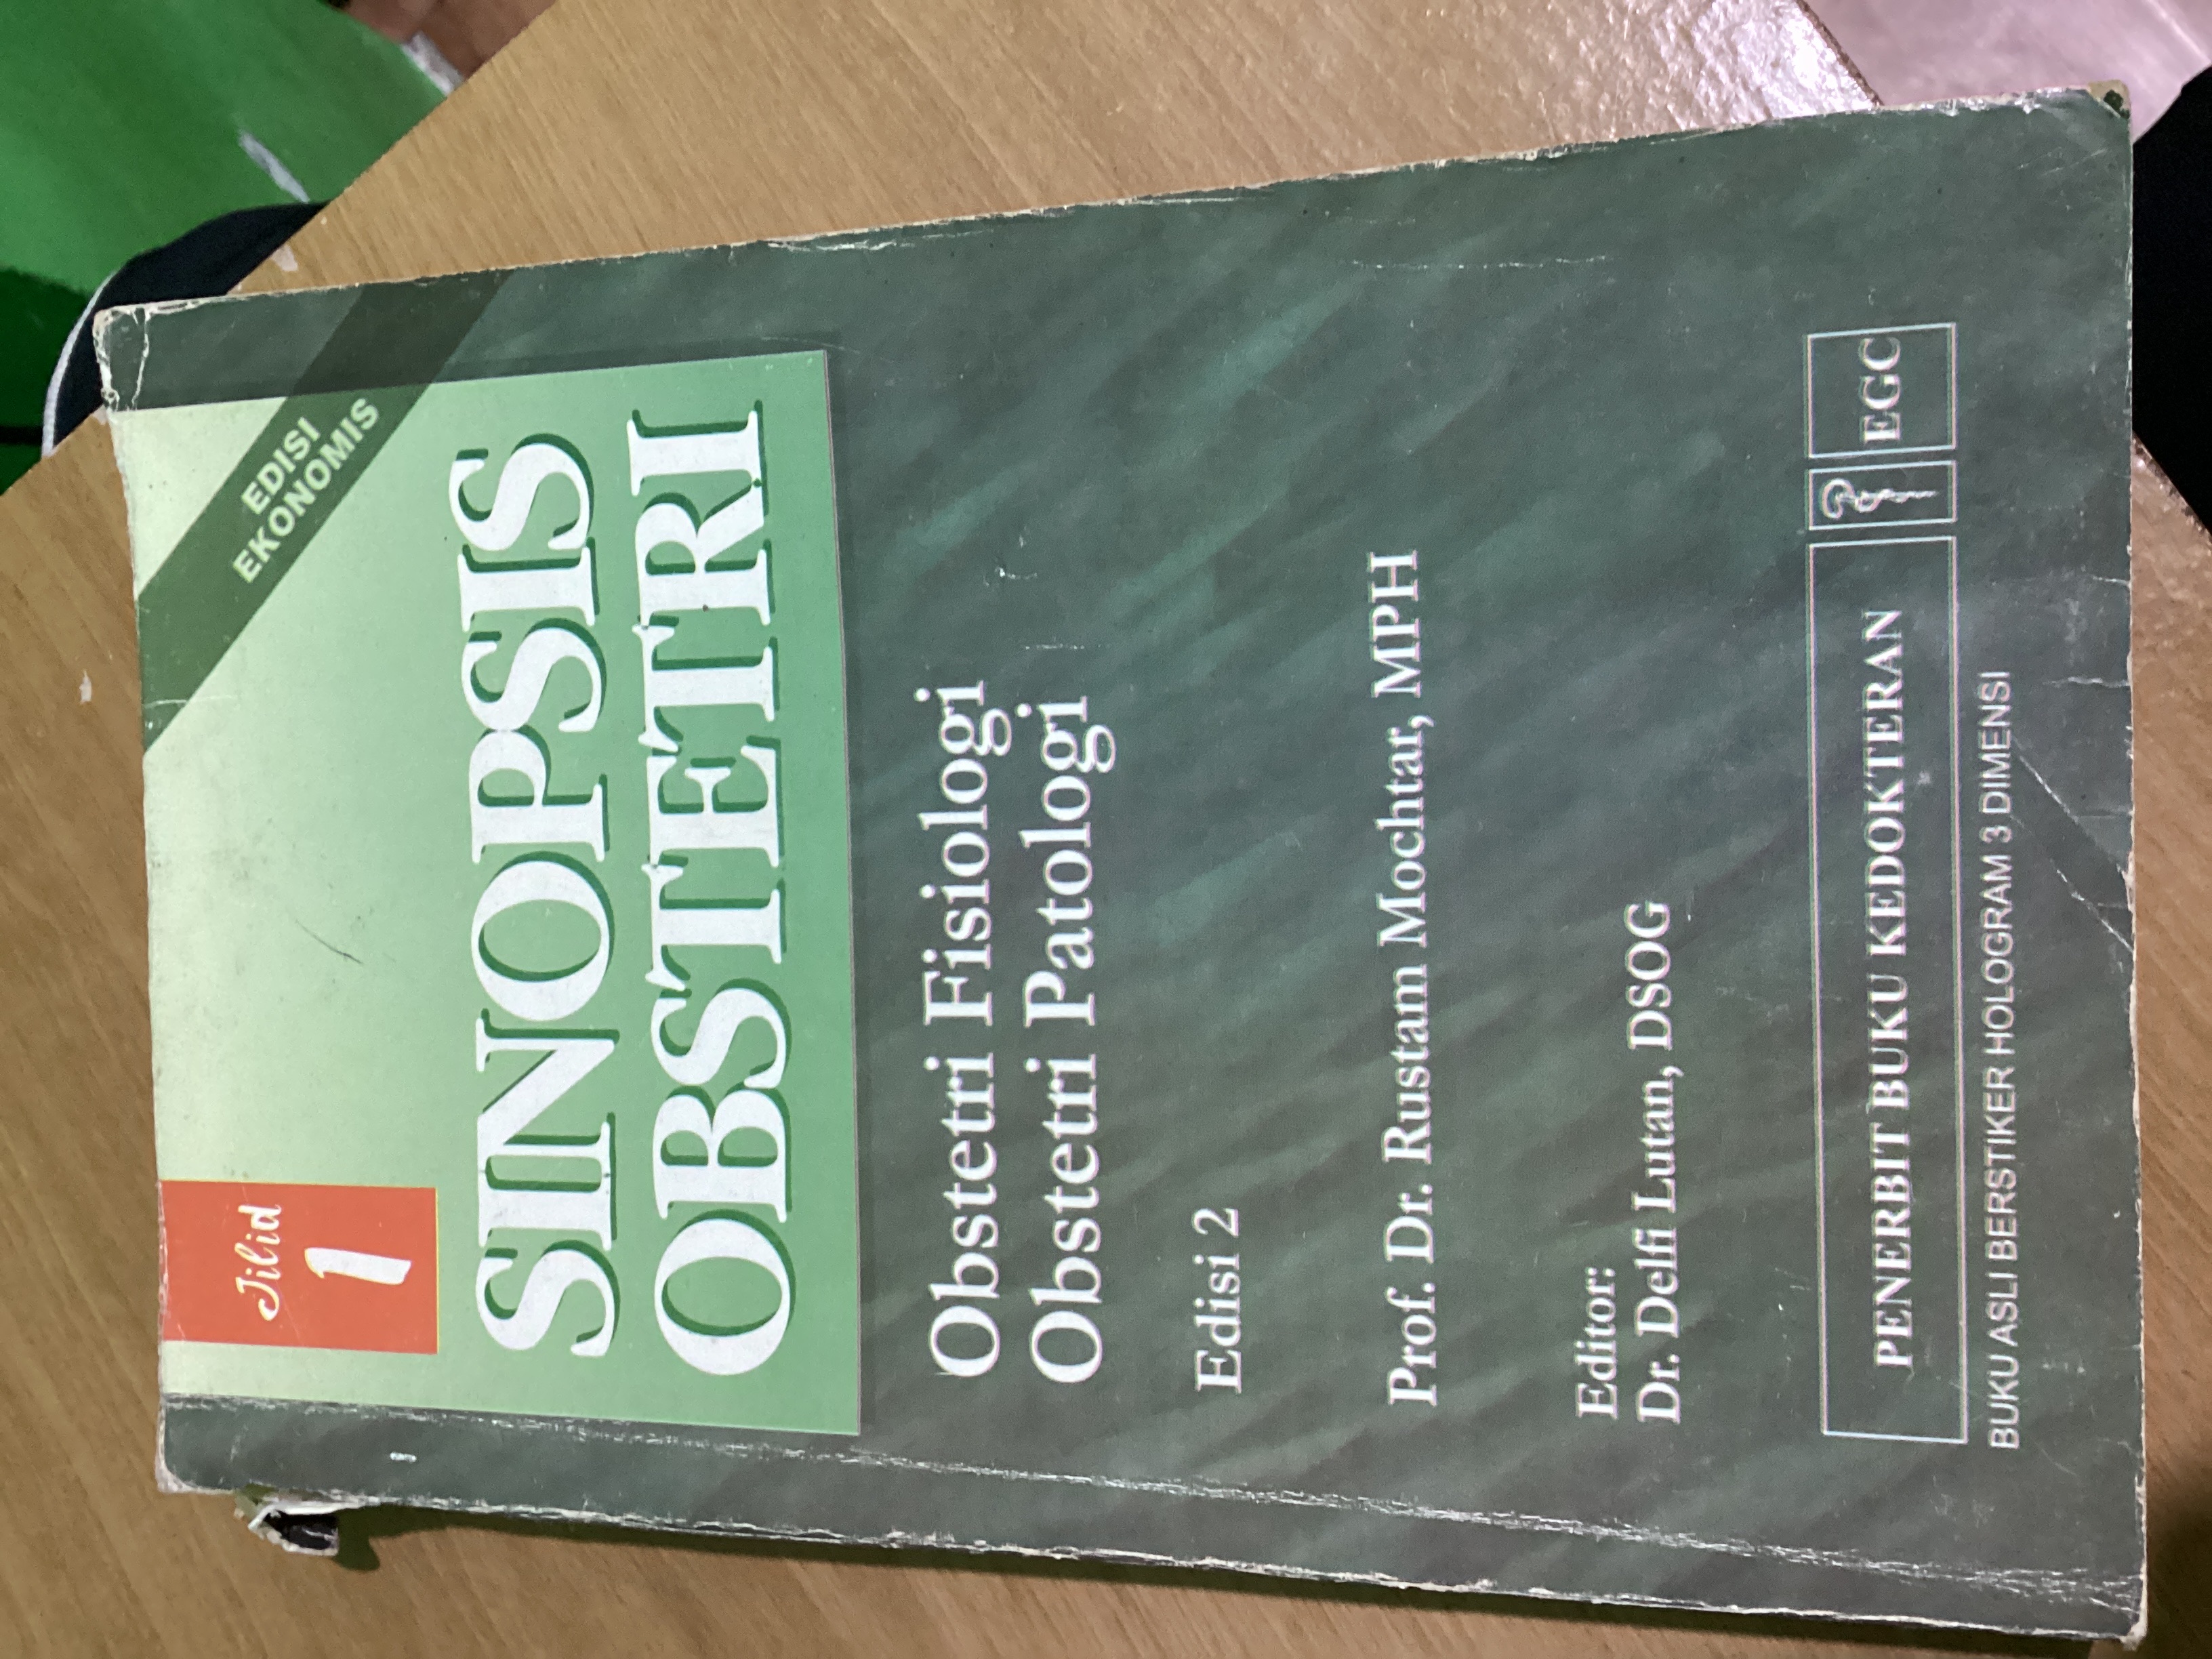 Jilid
1
EDISI
EKONOMIS
SINOPSIS
OBSTETRI
Obstetri Fisiologi
Obstetri Patologi
Edisi 2
Prof. Dr. Rustam Mochtar, MPH
Editor:
Dr. Delfi Lutan, DSOG
PENERBIT BUKU KEDOKTERAN EGC
BUKU ASLI BERSTIKER HOLOGRAM 3 DIMENSI